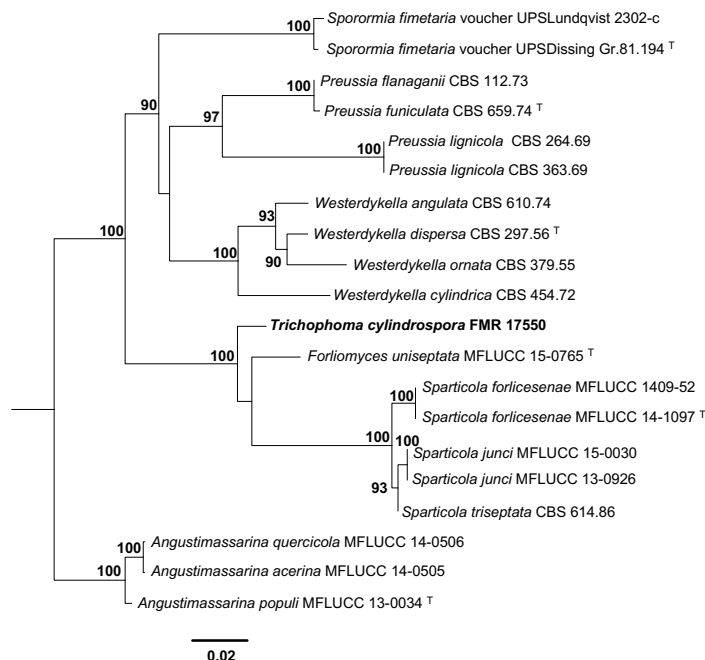 Sporormia fimetaria voucher UPSLundqvist 2302-c
100
Sporormia fimetaria voucher UPSDissing Gr.81.194 T
Preussia flanaganii CBS 112.73
100
90
97
Preussia funiculata CBS 659.74 T
Preussia lignicola CBS 264.69
100
Preussia lignicola CBS 363.69
Westerdykella angulata CBS 610.74
93
Westerdykella dispersa CBS 297.56 T
100
90
Westerdykella ornata CBS 379.55
100
Westerdykella cylindrica CBS 454.72
Trichophoma cylindrospora FMR 17550
100
Forliomyces uniseptata MFLUCC 15-0765 T
Sparticola forlicesenae MFLUCC 1409-52
100
Sparticola forlicesenae MFLUCC 14-1097 T
100
100
Sparticola junci MFLUCC 15-0030
Sparticola junci MFLUCC 13-0926
93
Sparticola triseptata CBS 614.86
Angustimassarina quercicola MFLUCC 14-0506
100
100
Angustimassarina acerina MFLUCC 14-0505
Angustimassarina populi MFLUCC 13-0034 T
0.02